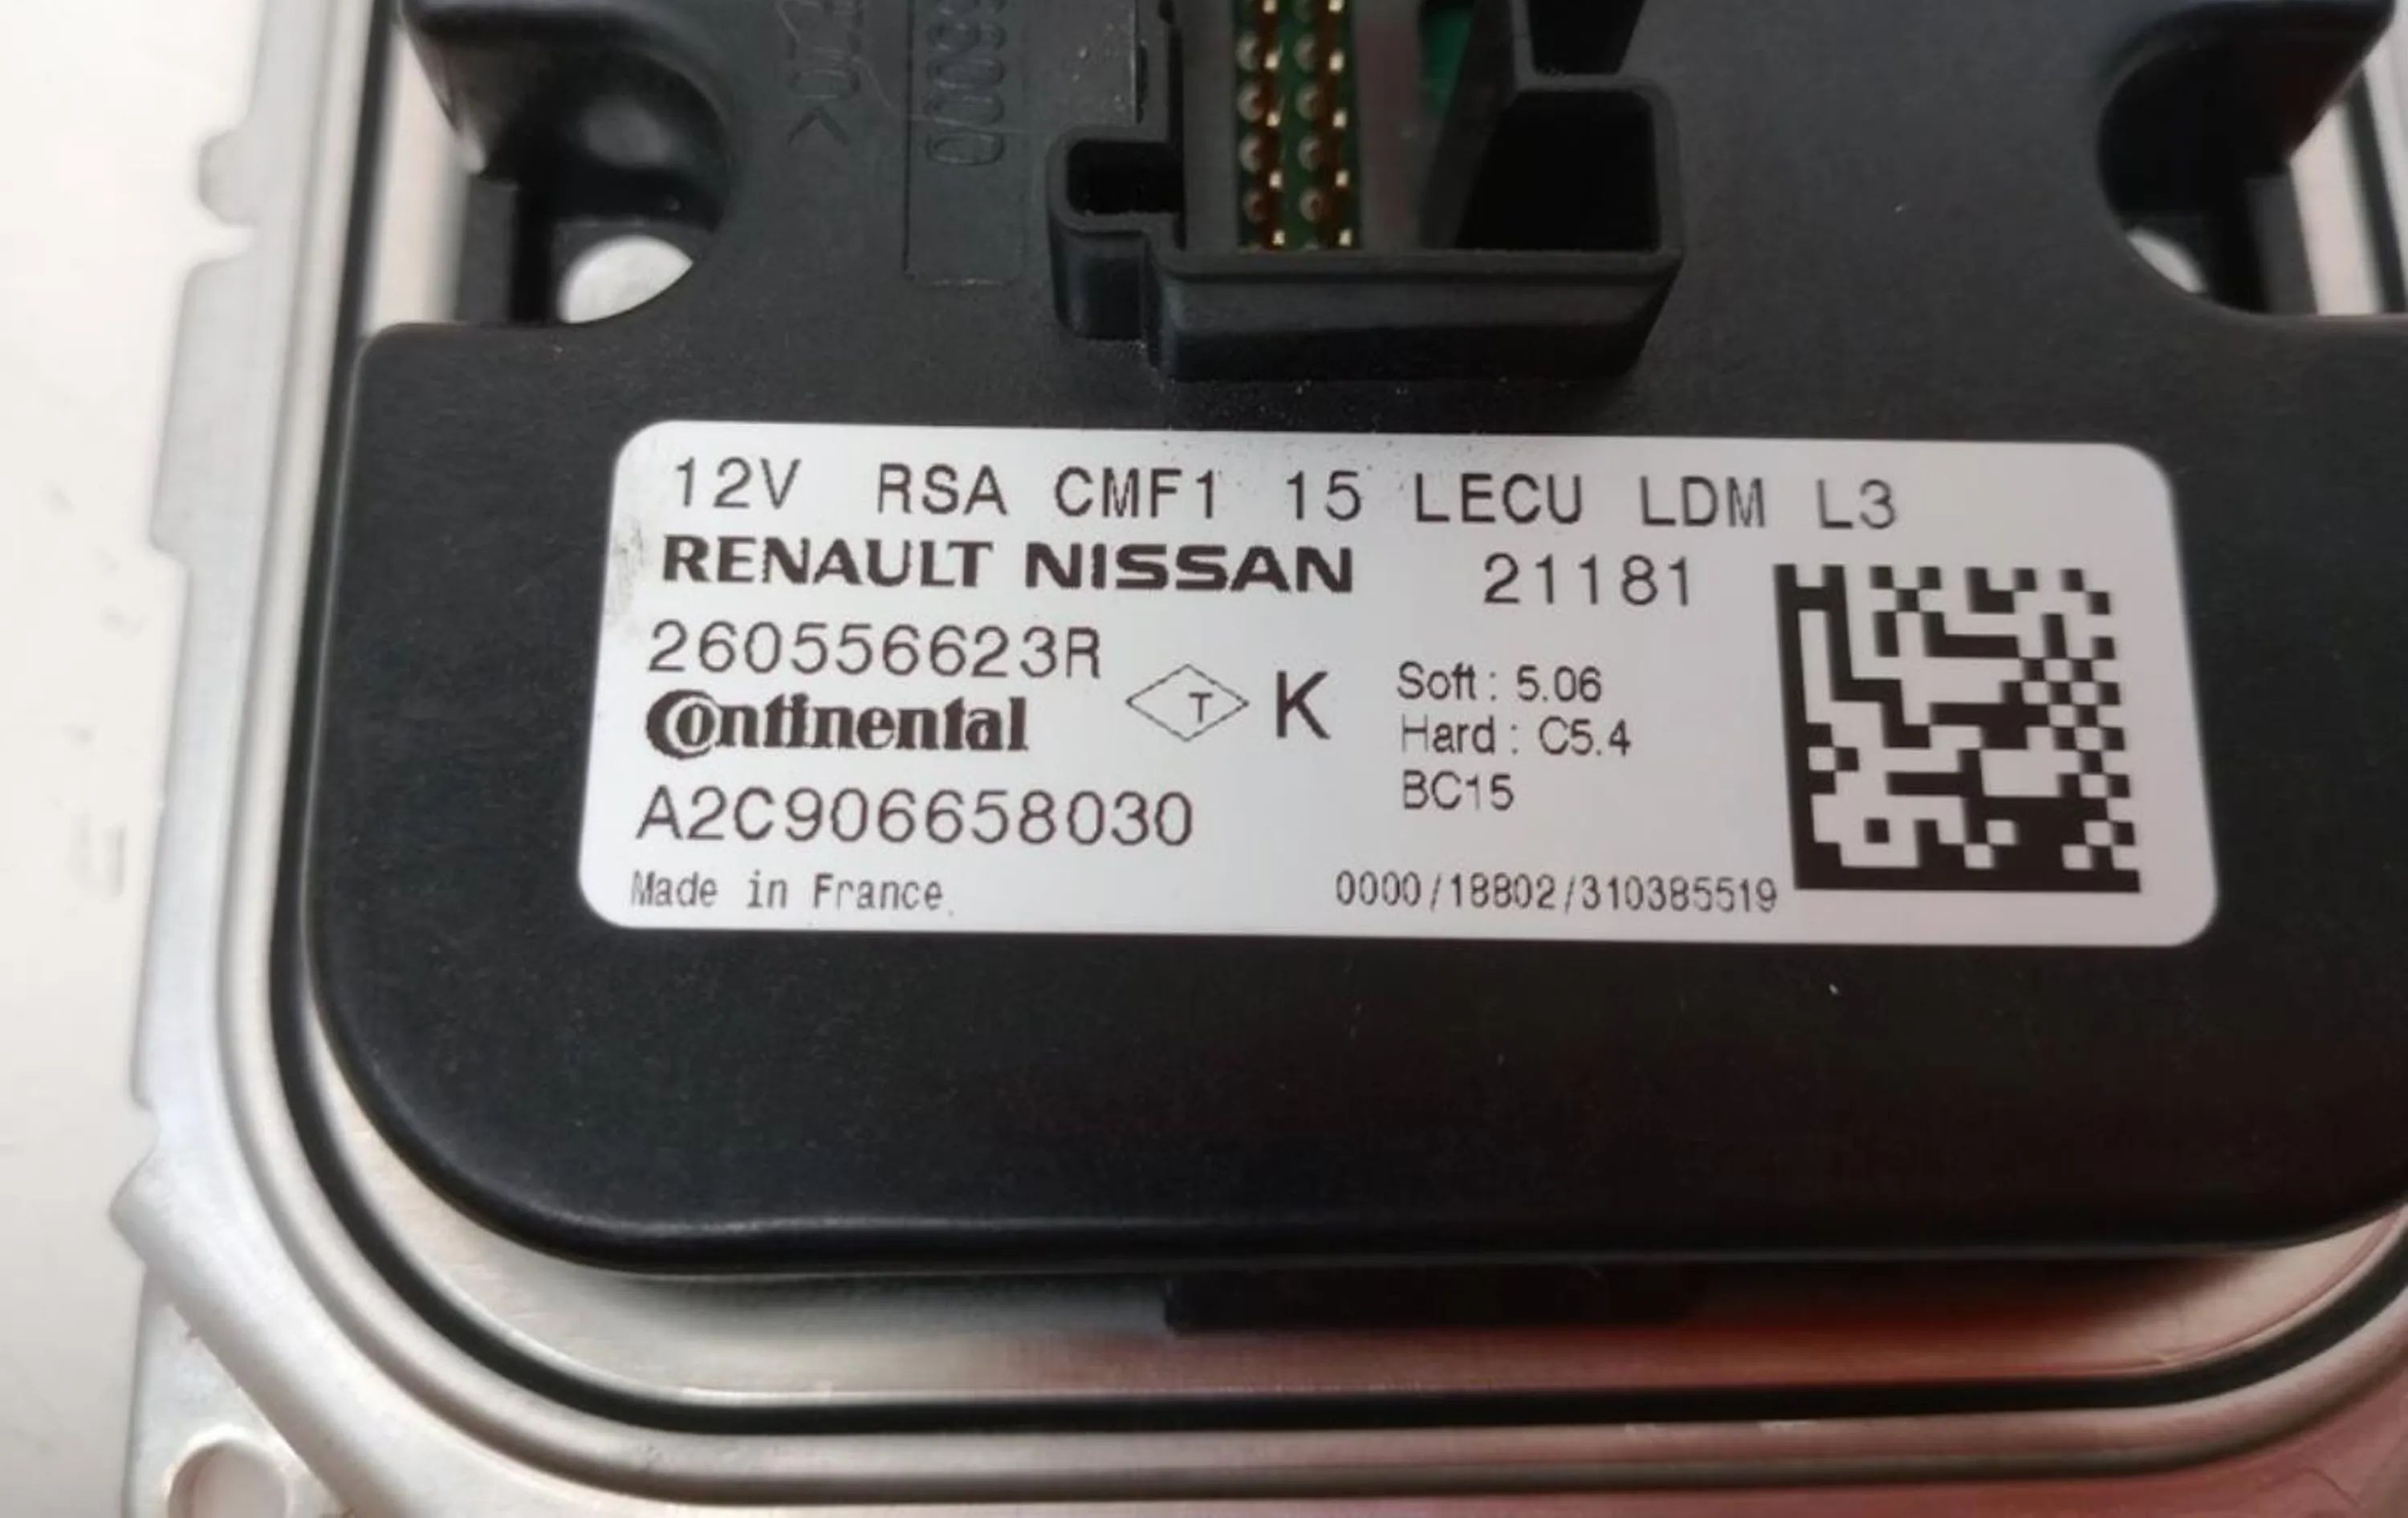 12V RSA CMF1 15 LECU LDM L3
RENAULT NISSAN 21181
260556623R
T K
Continental
Soft : 5.06
Hard : C5.4
BC15
A2C906658030
Made in France
0000/18802/310385519